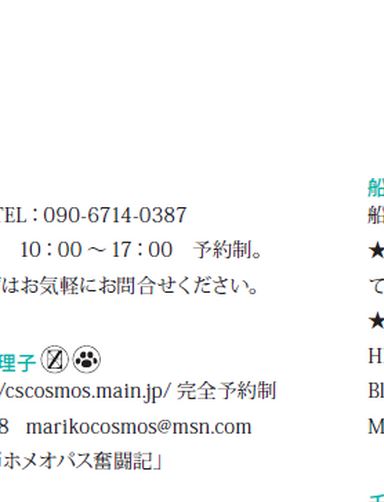 TEL：090-6714-0387
10：00 ～ 17：00　予約制。
はお気軽にお問合せください。
理子
/cscosmos.main.jp/ 完全予約制
8　marikocosmos@msn.com
ホメオパス奮闘記」
船
船
★
て
★
H
Bl
M